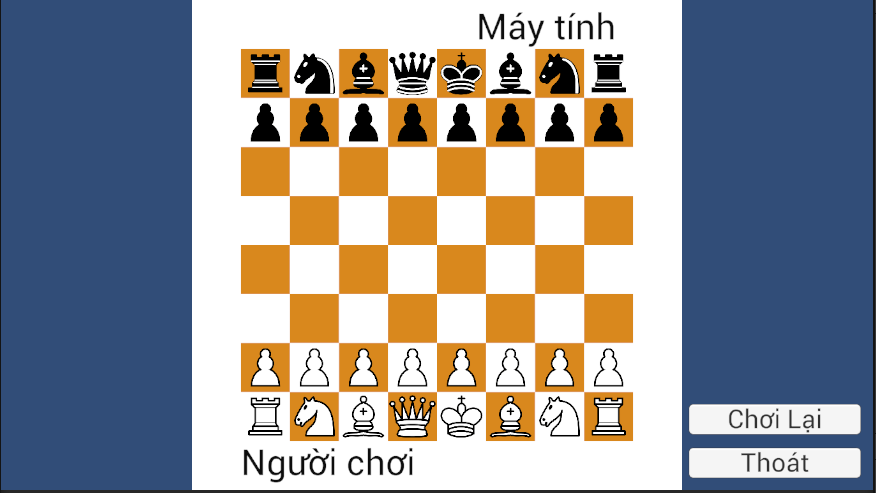 Máy tính
Chơi Lại
Thoát
Người chơi